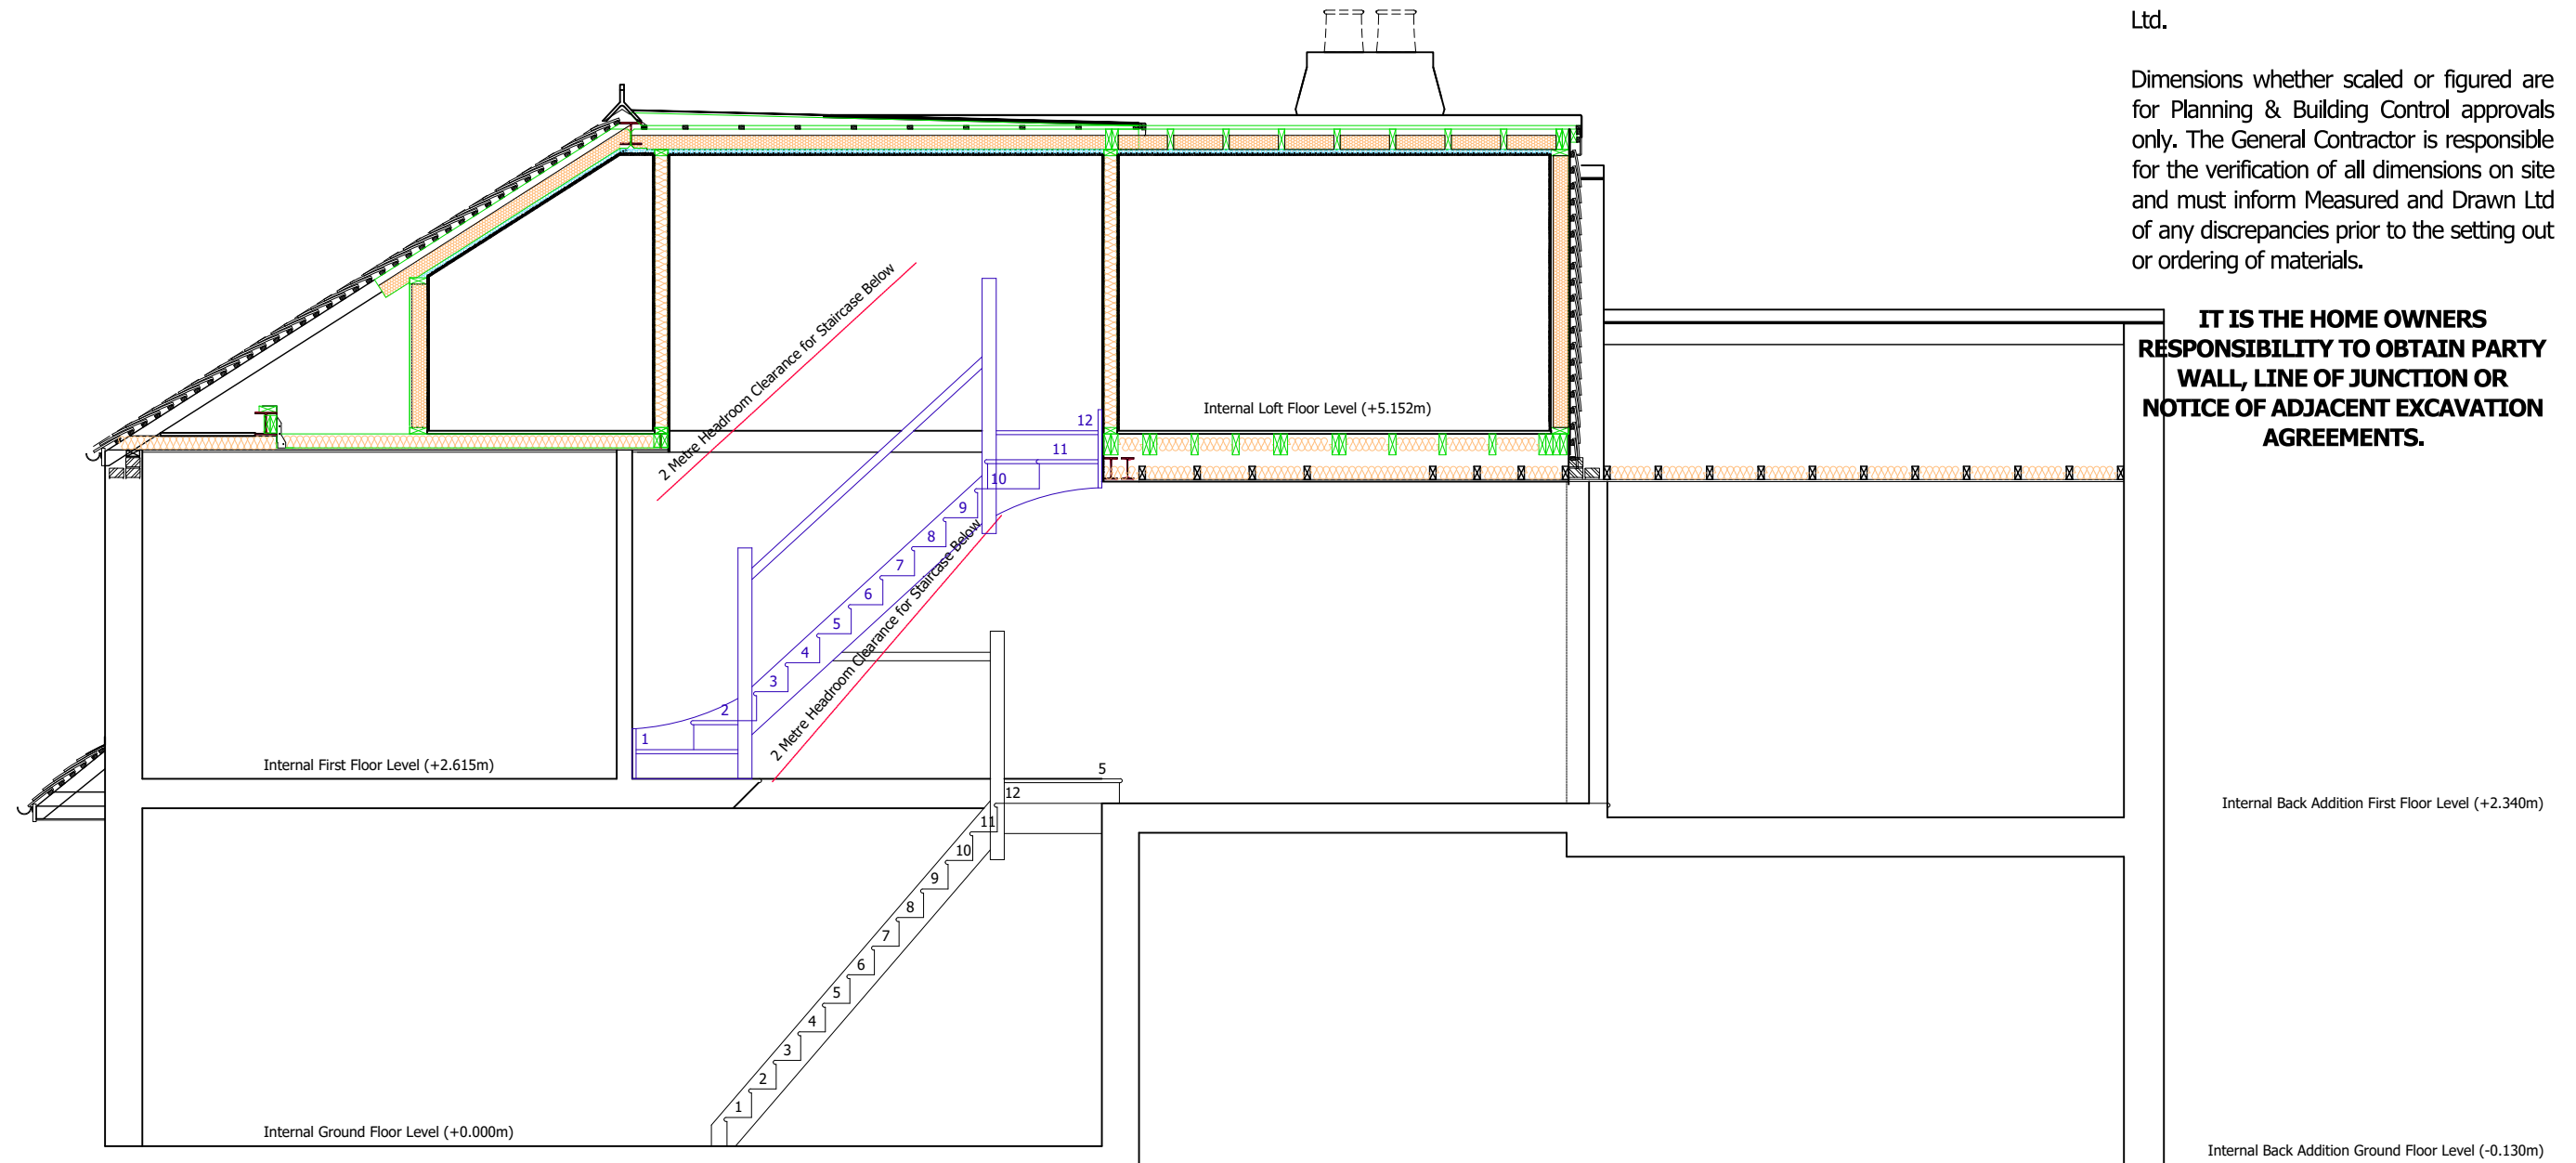 Ltd.
Dimensions whether scaled or figured are
for Planning & Building Control approvals
only. The General Contractor is responsible
for the verification of all dimensions on site
and must inform Measured and Drawn Ltd
of any discrepancies prior to the setting out
or ordering of materials.
IT IS THE HOME OWNERS
RESPONSIBILITY TO OBTAIN PARTY
WALL, LINE OF JUNCTION OR
NOTICE OF ADJACENT EXCAVATION
AGREEMENTS.
2 Metre Headroom Clearance for Staircase Below
Internal Loft Floor Level (+5.152m)
12
11
10
9
8
7
6
5
4
3
2
1
2 Metre Headroom Clearance for Staircase Below
Internal First Floor Level (+2.615m)
5
12
11
10
9
8
7
6
5
4
3
2
1
Internal Back Addition First Floor Level (+2.340m)
Internal Ground Floor Level (+0.000m)
Internal Back Addition Ground Floor Level (-0.130m)